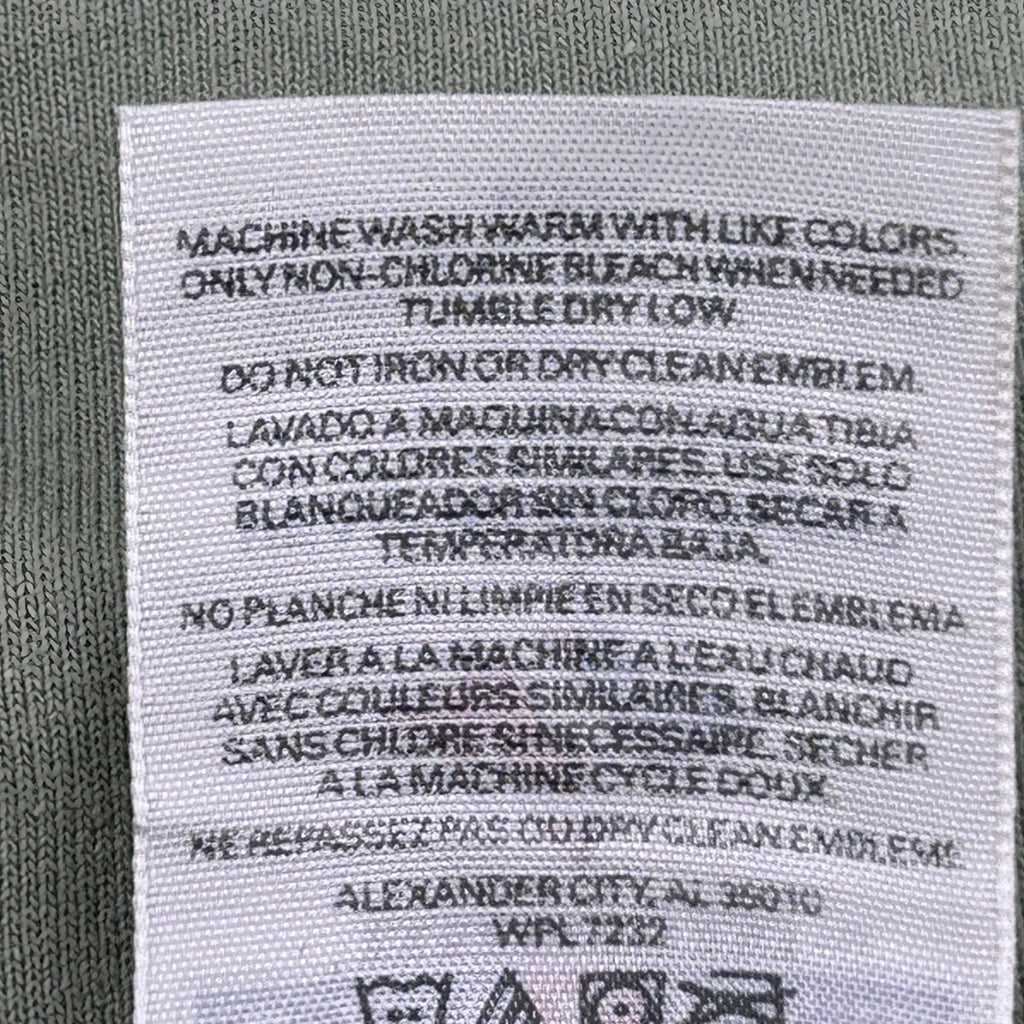 MACHINE WASH WARM WITH LIKE COLORS.
ONLY NON-CHLORINE BLEACH WHEN NEEDED
TUMBLE DRY LOW.
DO NOT IRON OR DRY CLEAN EMBLEM.
LAVADO A MAQUINA CON AGUA TIBIA
CON COLORES SIMILARES. USE SOLO
BLANQUEADOR SIN CLORO. SECAR A
TEMPERATURA BAJA.
NO PLANCHE NI LIMPIE EN SECO EL EMBLEMA
LAVER A LA MACHINE A L'EAU CHAUD
AVEC COULEURS SIMILAIRES. BLANCHIR
SANS CHLORE SI NECESSAIRE. SECHER
A LA MACHINE CYCLE DOUX.
NE REPASSEZ PAS OU DRY CLEAN EMBLEME
ALEXANDER CITY, AL 35010
WPL 7232